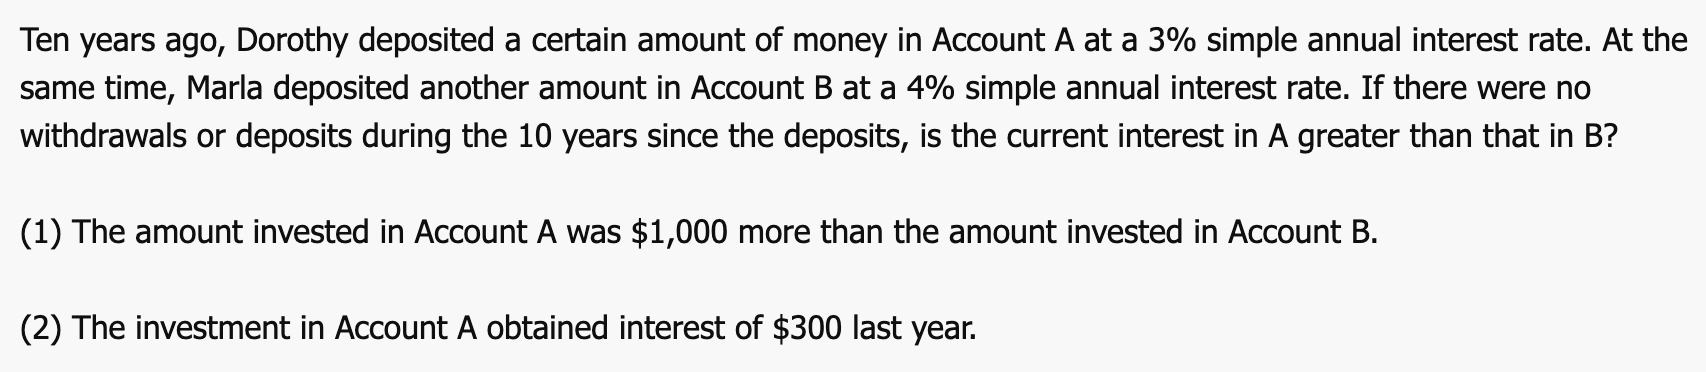 Ten years ago, Dorothy deposited a certain amount of money in Account A at a 3% simple annual interest rate. At the
same time, Marla deposited another amount in Account B at a 4% simple annual interest rate. If there were no
withdrawals or deposits during the 10 years since the deposits, is the current interest in A greater than that in B?
(1) The amount invested in Account A was $1,000 more than the amount invested in Account B.
(2) The investment in Account A obtained interest of $300 last year.